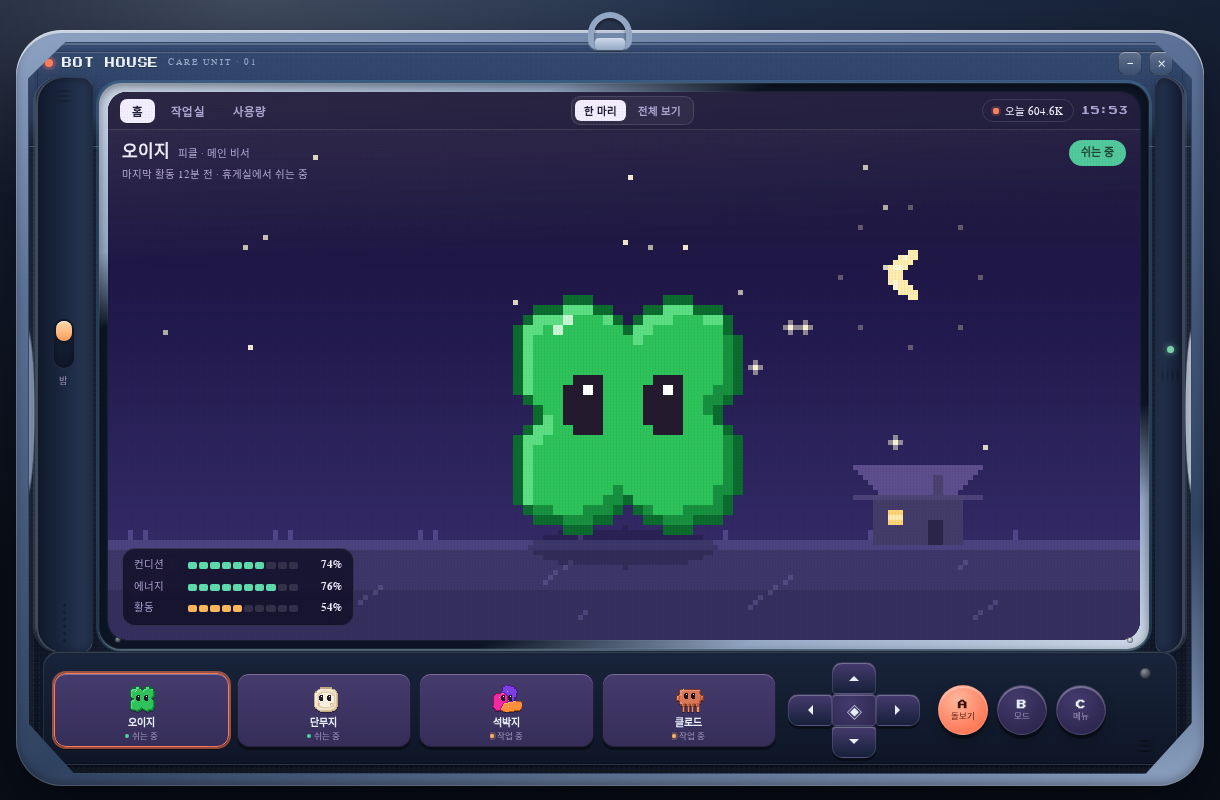 BOT HOUSE CARE UNIT · 01
홈 작업실 사용량
한 마리 전체 보기
오늘 604.6K 15:53
오이지 피클 · 메인 비서
쉬는 중
마지막 활동 12분 전 · 휴게실에서 쉬는 중
밤
컨디션 74%
에너지 76%
활동 54%
오이지
쉬는 중
단무지
쉬는 중
석박지
작업 중
클로드
작업 중
A
돌보기
B
모드
C
메뉴